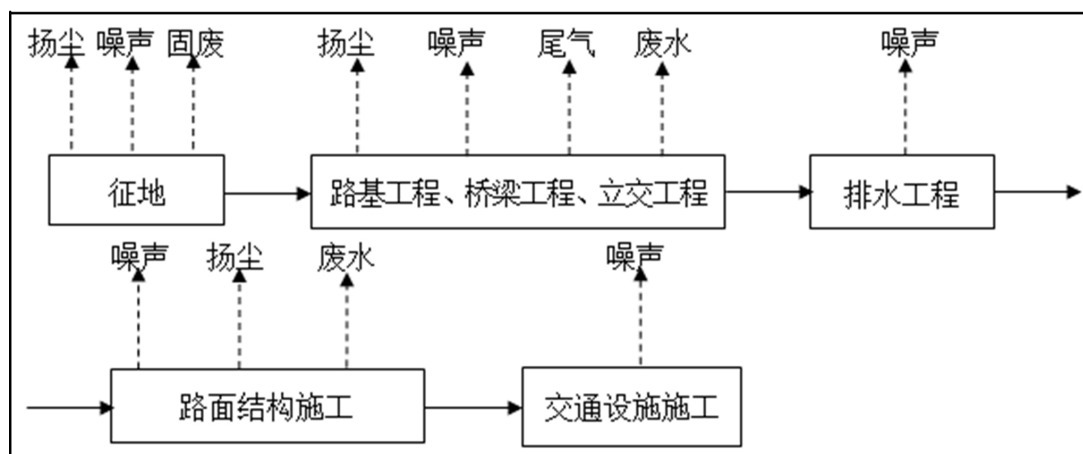 扬尘 噪声 固废 扬尘 噪声 尾气 废水 噪声
征地 路基工程、桥梁工程、立交工程 排水工程
噪声 扬尘 废水 噪声
路面结构施工 交通设施施工